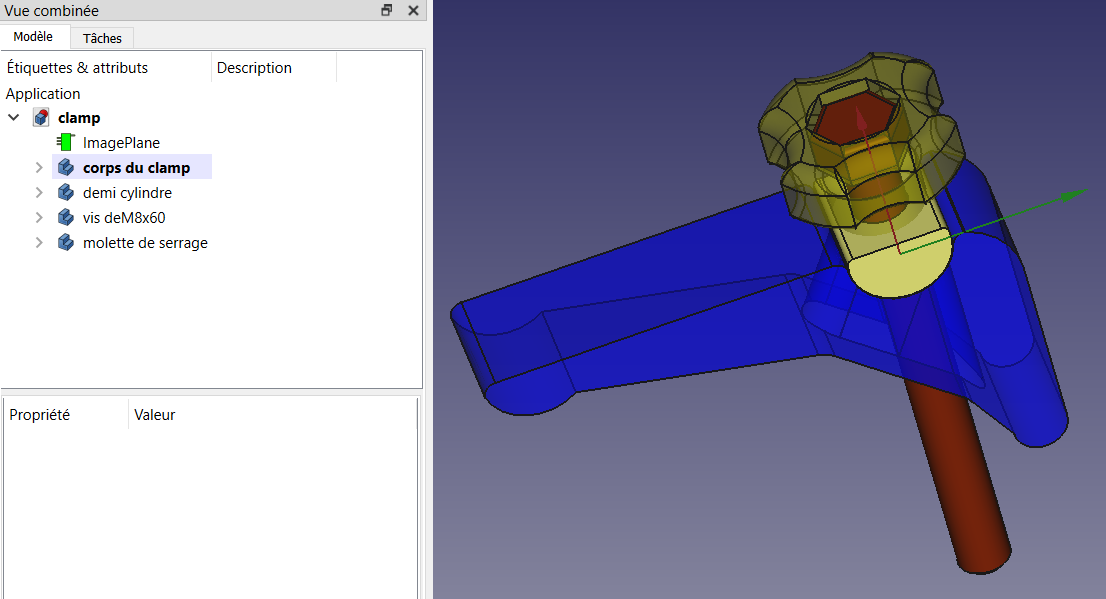 Vue combinée
Modèle Tâches
Étiquettes & attributs Description
Application
clamp
ImagePlane
corps du clamp
demi cylindre
vis deM8x60
molette de serrage
Propriété Valeur